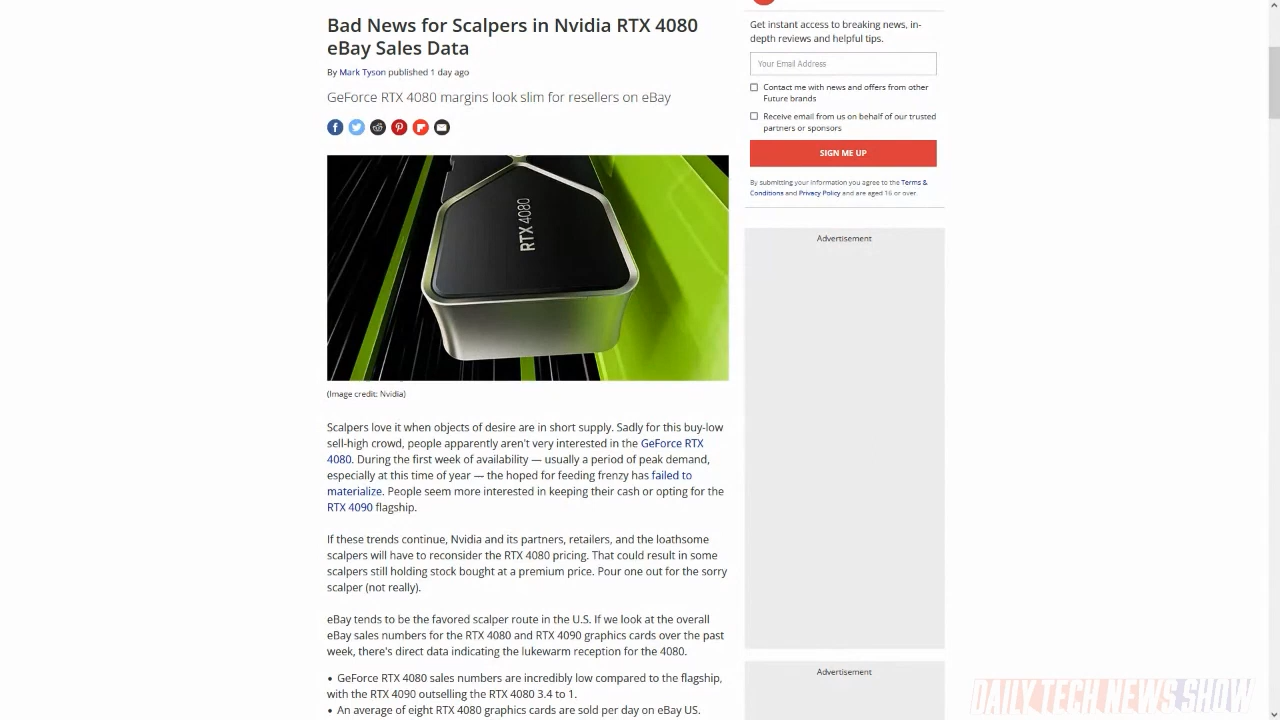 Bad News for Scalpers in Nvidia RTX 4080
eBay Sales Data
By Mark Tyson published 1 day ago
GeForce RTX 4080 margins look slim for resellers on eBay
RTX 4080
(Image credit: Nvidia)
Scalpers love it when objects of desire are in short supply. Sadly for this buy-low
sell-high crowd, people apparently aren't very interested in the GeForce RTX
4080. During the first week of availability — usually a period of peak demand,
especially at this time of year — the hoped for feeding frenzy has failed to
materialize. People seem more interested in keeping their cash or opting for the
RTX 4090 flagship.
If these trends continue, Nvidia and its partners, retailers, and the loathsome
scalpers will have to reconsider the RTX 4080 pricing. That could result in some
scalpers still holding stock bought at a premium price. Pour one out for the sorry
scalper (not really).
eBay tends to be the favored scalper route in the U.S. If we look at the overall
eBay sales numbers for the RTX 4080 and RTX 4090 graphics cards over the past
week, there's direct data indicating the lukewarm reception for the 4080.
• GeForce RTX 4080 sales numbers are incredibly low compared to the flagship,
with the RTX 4090 outselling the RTX 4080 3.4 to 1.
• An average of eight RTX 4080 graphics cards are sold per day on eBay US.
Get instant access to breaking news, in-
depth reviews and helpful tips.
Your Email Address
Contact me with news and offers from other
Future brands
Receive email from us on behalf of our trusted
partners or sponsors
SIGN ME UP
By submitting your information you agree to the Terms &
Conditions and Privacy Policy and are aged 16 or over.
Advertisement
Advertisement
DAILY TECH NEWS SHOW